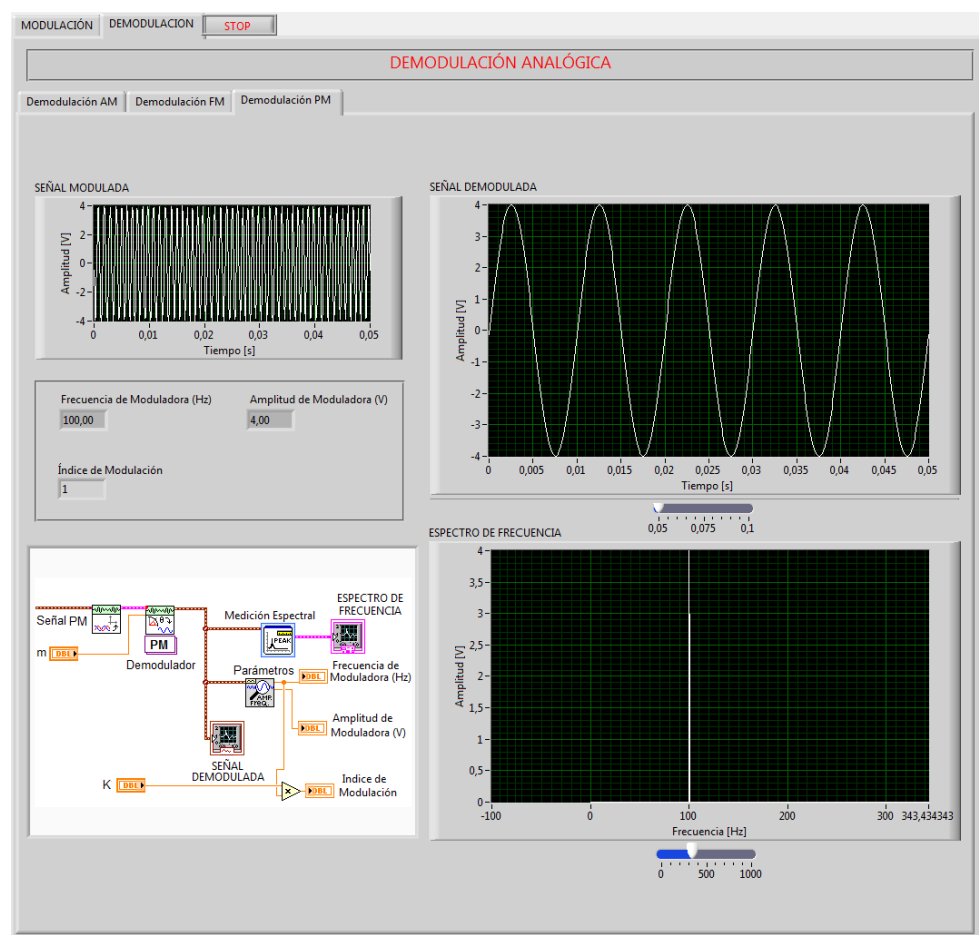 MODULACIÓN DEMODULACION STOP
DEMODULACIÓN ANALÓGICA
Demodulación AM Demodulación FM Demodulación PM
SEÑAL MODULADA
4
2
0
-2
-4
Amplitud [V]
0 0,01 0,02 0,03 0,04 0,05
Tiempo [s]
Frecuencia de Moduladora (Hz)
100,00
Amplitud de Moduladora (V)
4,00
Índice de Modulación
1
SEÑAL DEMODULADA
4
3
2
1
0
-1
-2
-3
-4
Amplitud [V]
0 0,005 0,01 0,015 0,02 0,025 0,03 0,035 0,04 0,045 0,05
Tiempo [s]
0,05 0,075 0,1
ESPECTRO DE FRECUENCIA
4
3,5
3
2,5
2
1,5
1
0,5
0
Amplitud [V]
-100 0 100 200 300 343,434343
Frecuencia [Hz]
0 500 1000
Señal PM
m
DBL
PM
Demodulador
Medición Espectral
PEAK
ESPECTRO DE
FRECUENCIA
Parámetros
AMP.
FREQ.
DBL
Frecuencia de
Moduladora (Hz)
DBL
Amplitud de
Moduladora (V)
SEÑAL
DEMODULADA
K
DBL
x
DBL
Indice de
Modulación